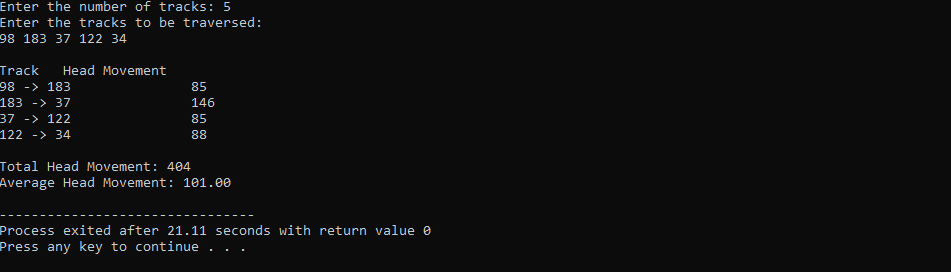 Enter the number of tracks: 5
Enter the tracks to be traversed:
98 183 37 122 34
Track   Head Movement
98 -> 183               85
183 -> 37               146
37 -> 122               85
122 -> 34               88
Total Head Movement: 404
Average Head Movement: 101.00
--------------------------------
Process exited after 21.11 seconds with return value 0
Press any key to continue . . .